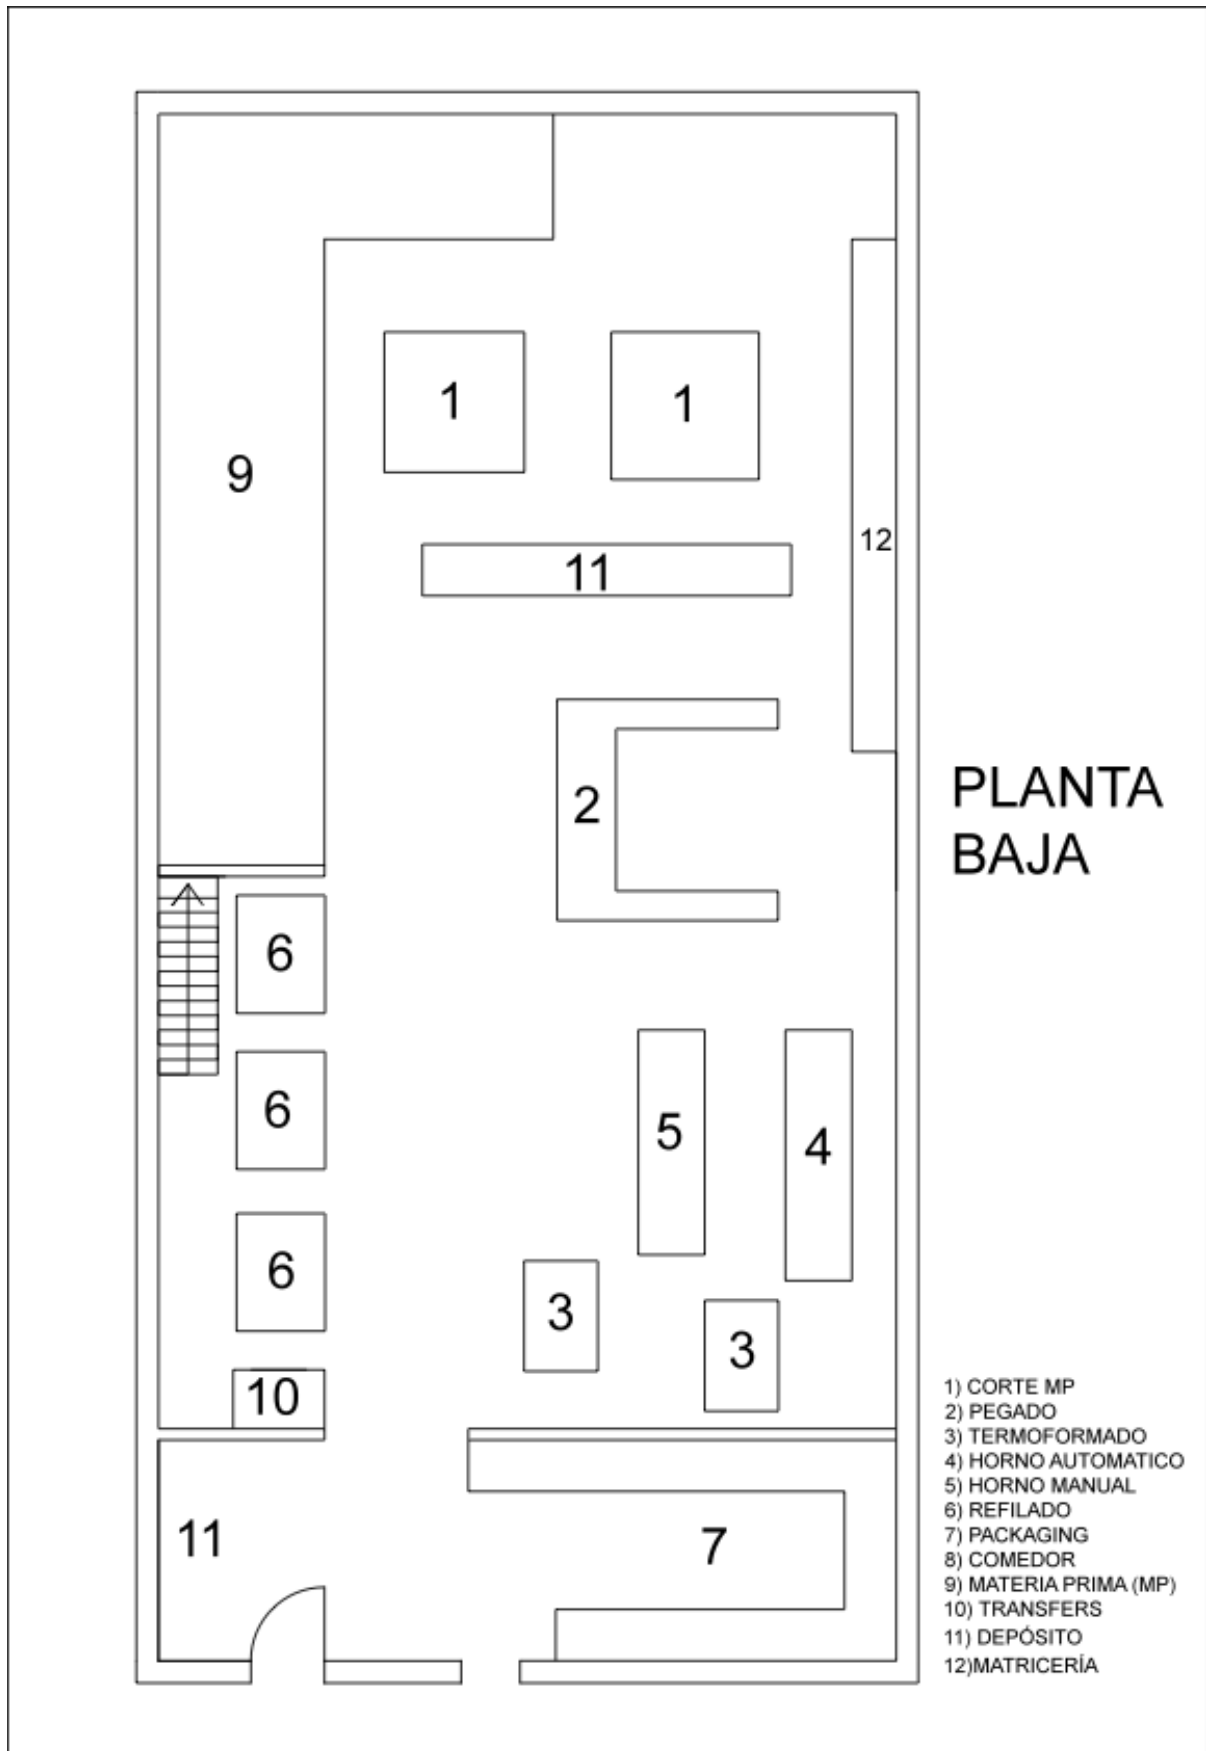 1
1
9
12
11
2
PLANTA
BAJA
6
6
5
4
6
3
3
10
11
7
1) CORTE MP
2) PEGADO
3) TERMOFORMADO
4) HORNO AUTOMATICO
5) HORNO MANUAL
6) REFILADO
7) PACKAGING
8) COMEDOR
9) MATERIA PRIMA (MP)
10) TRANSFERS
11) DEPÓSITO
12)MATRICERÍA